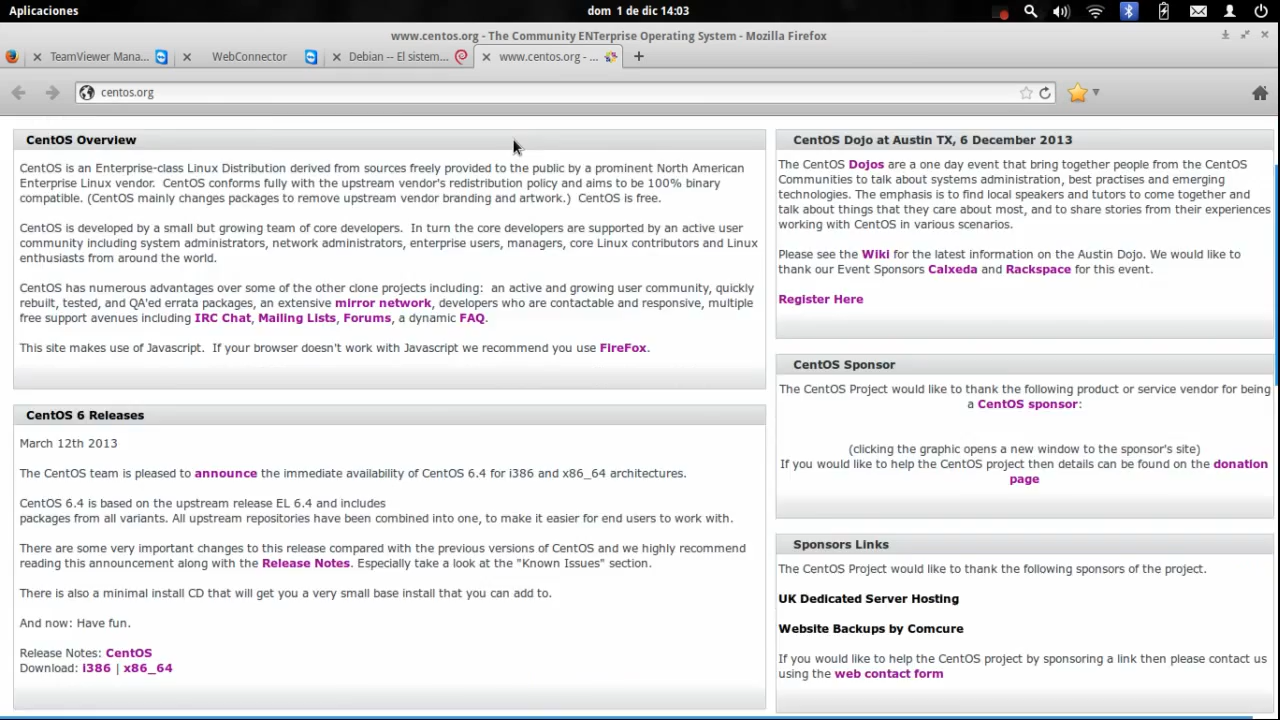 Aplicaciones
dom 1 de dic 14:03
www.centos.org - The Community ENTerprise Operating System - Mozilla Firefox
TeamViewer Mana...
WebConnector
Debian -- El sistem...
www.centos.org - ...
centos.org
CentOS Overview
CentOS is an Enterprise-class Linux Distribution derived from sources freely provided to the public by a prominent North American
Enterprise Linux vendor. CentOS conforms fully with the upstream vendor's redistribution policy and aims to be 100% binary
compatible. (CentOS mainly changes packages to remove upstream vendor branding and artwork.) CentOS is free.
CentOS is developed by a small but growing team of core developers. In turn the core developers are supported by an active user
community including system administrators, network administrators, enterprise users, managers, core Linux contributors and Linux
enthusiasts from around the world.
CentOS has numerous advantages over some of the other clone projects including: an active and growing user community, quickly
rebuilt, tested, and QA'ed errata packages, an extensive mirror network, developers who are contactable and responsive, multiple
free support avenues including IRC Chat, Mailing Lists, Forums, a dynamic FAQ.
This site makes use of Javascript. If your browser doesn't work with Javascript we recommend you use FireFox.
CentOS 6 Releases
March 12th 2013
The CentOS team is pleased to announce the immediate availability of CentOS 6.4 for i386 and x86_64 architectures.
CentOS 6.4 is based on the upstream release EL 6.4 and includes
packages from all variants. All upstream repositories have been combined into one, to make it easier for end users to work with.
There are some very important changes to this release compared with the previous versions of CentOS and we highly recommend
reading this announcement along with the Release Notes. Especially take a look at the "Known Issues" section.
There is also a minimal install CD that will get you a very small base install that you can add to.
And now: Have fun.
Release Notes: CentOS
Download: i386 | x86_64
CentOS Dojo at Austin TX, 6 December 2013
The CentOS Dojos are a one day event that bring together people from the CentOS
Communities to talk about systems administration, best practises and emerging
technologies. The emphasis is to find local speakers and tutors to come together and
talk about things that they care about most, and to share stories from their experiences
working with CentOS in various scenarios.
Please see the Wiki for the latest information on the Austin Dojo. We would like to
thank our Event Sponsors Calxeda and Rackspace for this event.
Register Here
CentOS Sponsor
The CentOS Project would like to thank the following product or service vendor for being
a CentOS sponsor:
(clicking the graphic opens a new window to the sponsor's site)
If you would like to help the CentOS project then details can be found on the donation
page
Sponsors Links
The CentOS Project would like to thank the following sponsors of the project.
UK Dedicated Server Hosting
Website Backups by Comcure
If you would like to help the CentOS project by sponsoring a link then please contact us
using the web contact form